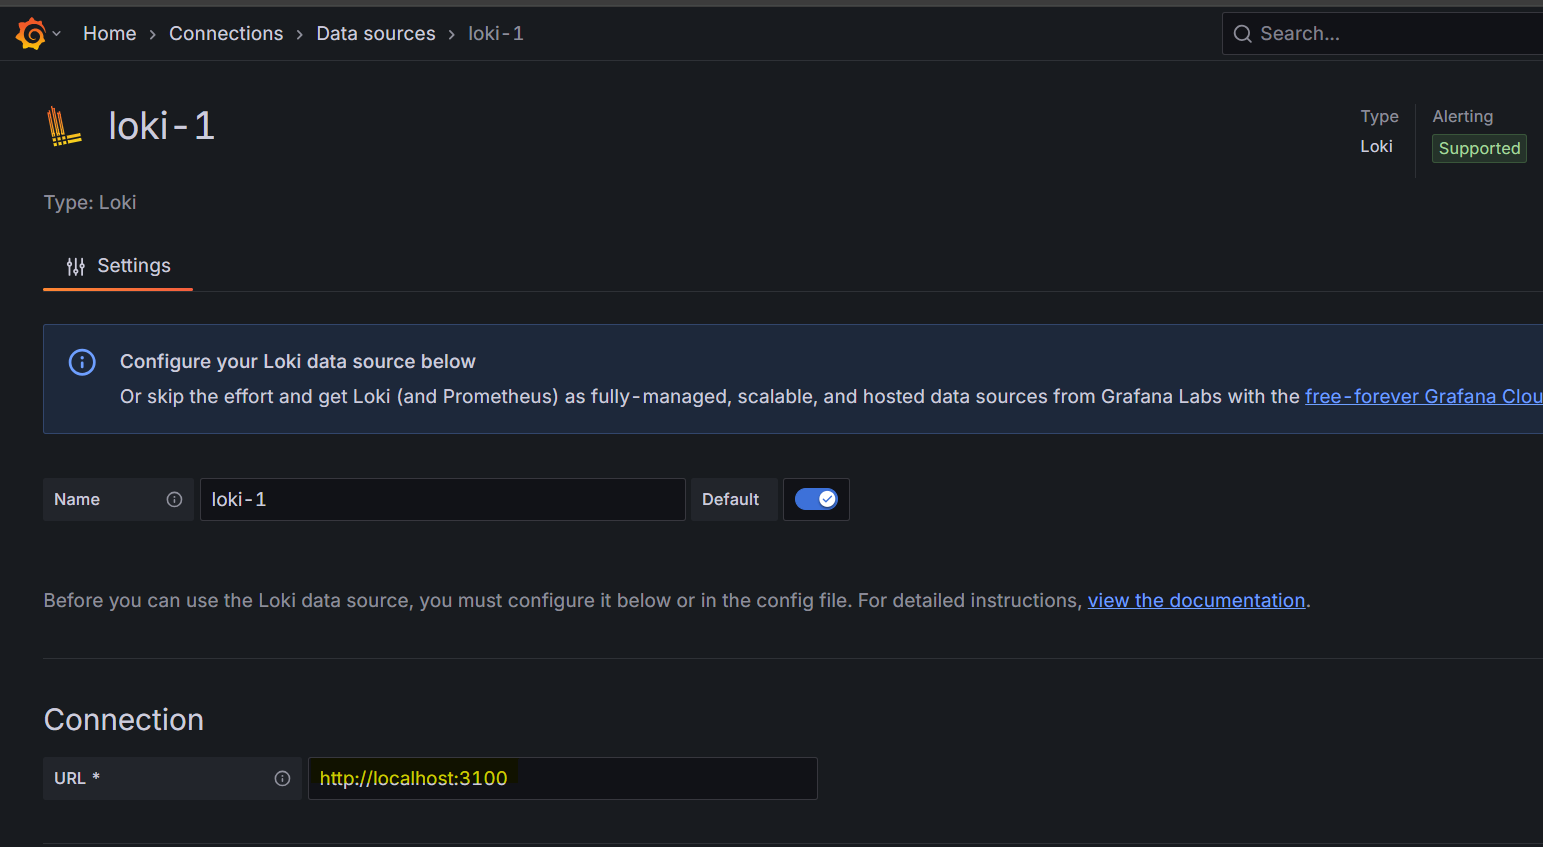 Home > Connections > Data sources > loki-1
Search...
loki-1
Type
Loki
Alerting
Supported
Type: Loki
Settings
Configure your Loki data source below
Or skip the effort and get Loki (and Prometheus) as fully-managed, scalable, and hosted data sources from Grafana Labs with the free-forever Grafana Clou
Name
loki-1
Default
Before you can use the Loki data source, you must configure it below or in the config file. For detailed instructions, view the documentation.
Connection
URL *
http://localhost:3100